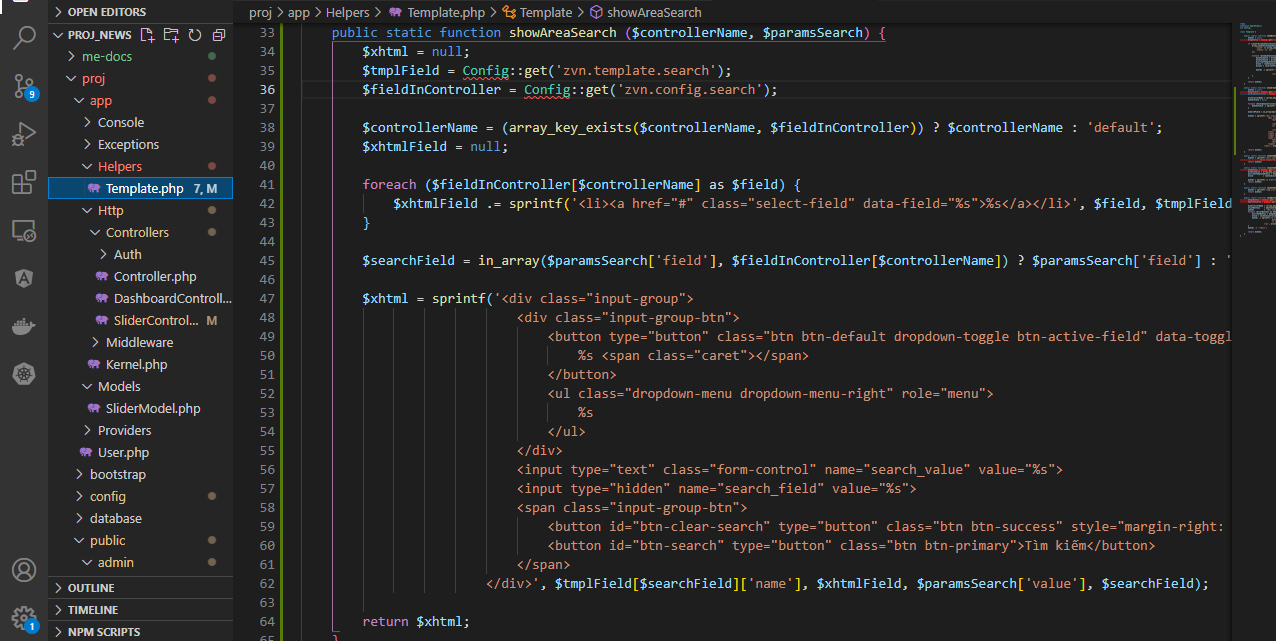 OPEN EDITORS
PROJ_NEWS
me-docs
proj
app
Console
Exceptions
Helpers
Template.php 7, M
Http
Controllers
Auth
Controller.php
DashboardControll...
SliderControl... M
Middleware
Kernel.php
Models
SliderModel.php
Providers
User.php
bootstrap
config
database
public
admin
OUTLINE
TIMELINE
NPM SCRIPTS
9
1
proj > app > Helpers > Template.php > Template > showAreaSearch
33 public static function showAreaSearch ($controllerName, $paramsSearch) {
34 $xhtml = null;
35 $tmplField = Config::get('zvn.template.search');
36 $fieldInController = Config::get('zvn.config.search');
37
38 $controllerName = (array_key_exists($controllerName, $fieldInController)) ? $controllerName : 'default';
39 $xhtmlField = null;
40
41 foreach ($fieldInController[$controllerName] as $field) {
42 $xhtmlField .= sprintf('<li><a href="#" class="select-field" data-field="%s">%s</a></li>', $field, $tmplField
43 }
44
45 $searchField = in_array($paramsSearch['field'], $fieldInController[$controllerName]) ? $paramsSearch['field'] : '
46
47 $xhtml = sprintf('<div class="input-group">
48 <div class="input-group-btn">
49 <button type="button" class="btn btn-default dropdown-toggle btn-active-field" data-toggl
50 %s <span class="caret"></span>
51 </button>
52 <ul class="dropdown-menu dropdown-menu-right" role="menu">
53 %s
54 </ul>
55 </div>
56 <input type="text" class="form-control" name="search_value" value="%s">
57 <input type="hidden" name="search_field" value="%s">
58 <span class="input-group-btn">
59 <button id="btn-clear-search" type="button" class="btn btn-success" style="margin-right:
60 <button id="btn-search" type="button" class="btn btn-primary">Tìm kiếm</button>
61 </span>
62 </div>', $tmplField[$searchField]['name'], $xhtmlField, $paramsSearch['value'], $searchField);
63
64 return $xhtml;
65 }